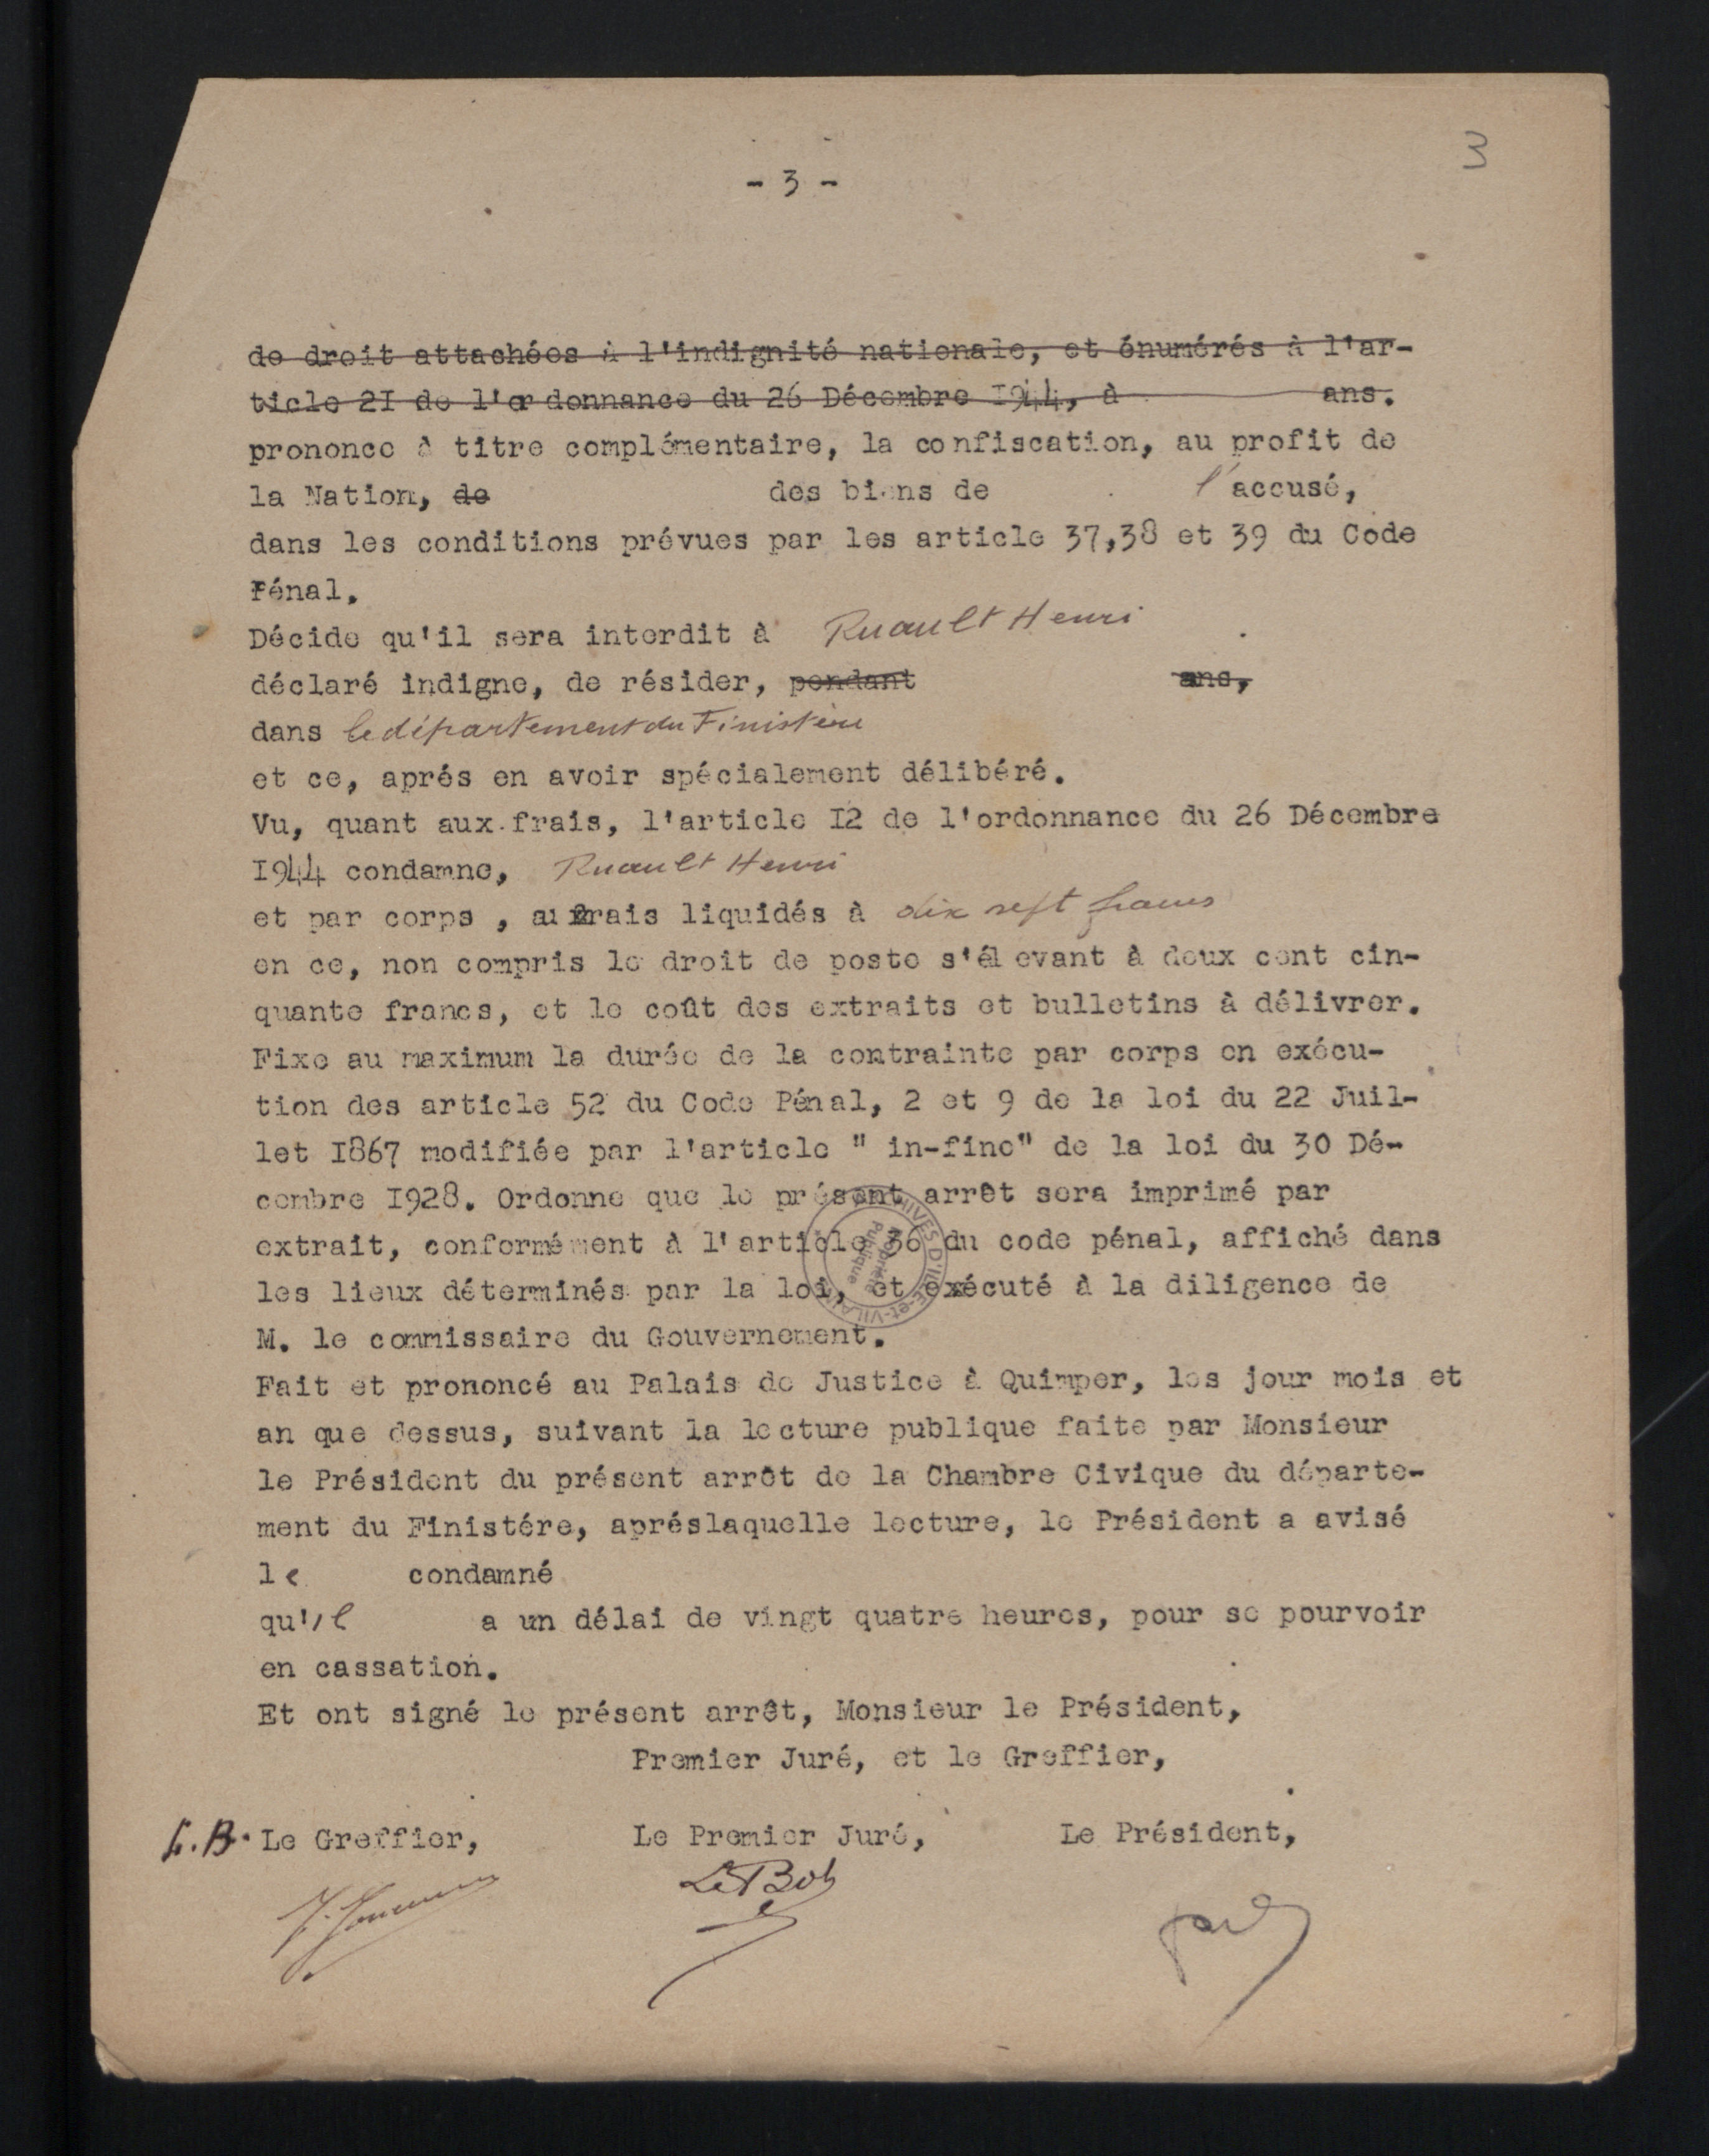 3
- 3 -
de droit attachées à l'indignité nationale, et énumérés à l'ar-
ticle 2I de l'ordonnance du 26 Décembre I944, à ans.
prononce à titre complémentaire, la confiscation, au profit de
la Nation, de des biens de l'accusé,
dans les conditions prévues par les article 37,38 et 39 du Code
Pénal.
Décide qu'il sera interdit à Ruault Henri
déclaré indigne, de résider, pendant ans,
dans le département du Finistère
et ce, aprés en avoir spécialement délibéré.
Vu, quant aux frais, l'article I2 de l'ordonnance du 26 Décembre
I944 condamne, Ruault Henri
et par corps , au frais liquidés à dix sept francs
en ce, non compris le droit de poste s'élevant à deux cent cin-
quante francs, et le coût des extraits et bulletins à délivrer.
Fixe au maximum la durée de la contrainte par corps en exécu-
tion des article 52 du Code Pénal, 2 et 9 de la loi du 22 Juil-
let I867 modifiée par l'article " in-fine" de la loi du 30 Dé-
cembre I928. Ordonne que le présent arrêt sera imprimé par
extrait, conformément à l'article 36 du code pénal, affiché dans
les lieux déterminés par la loi, et exécuté à la diligence de
M. le commissaire du Gouvernement.
Fait et prononcé au Palais de Justice à Quimper, les jour mois et
an que dessus, suivant la lecture publique faite par Monsieur
le Président du présent arrêt de la Chambre Civique du départe-
ment du Finistére, apréslaquelle lecture, le Président a avisé
le condamné
qu'il a un délai de vingt quatre heures, pour se pourvoir
en cassation.
Et ont signé le présent arrêt, Monsieur le Président,
Premier Juré, et le Greffier,
Le Greffier, Le Premier Juré, Le Président,
ARCHIVES D'ILLE-et-VILAINE
Propriété
Publique